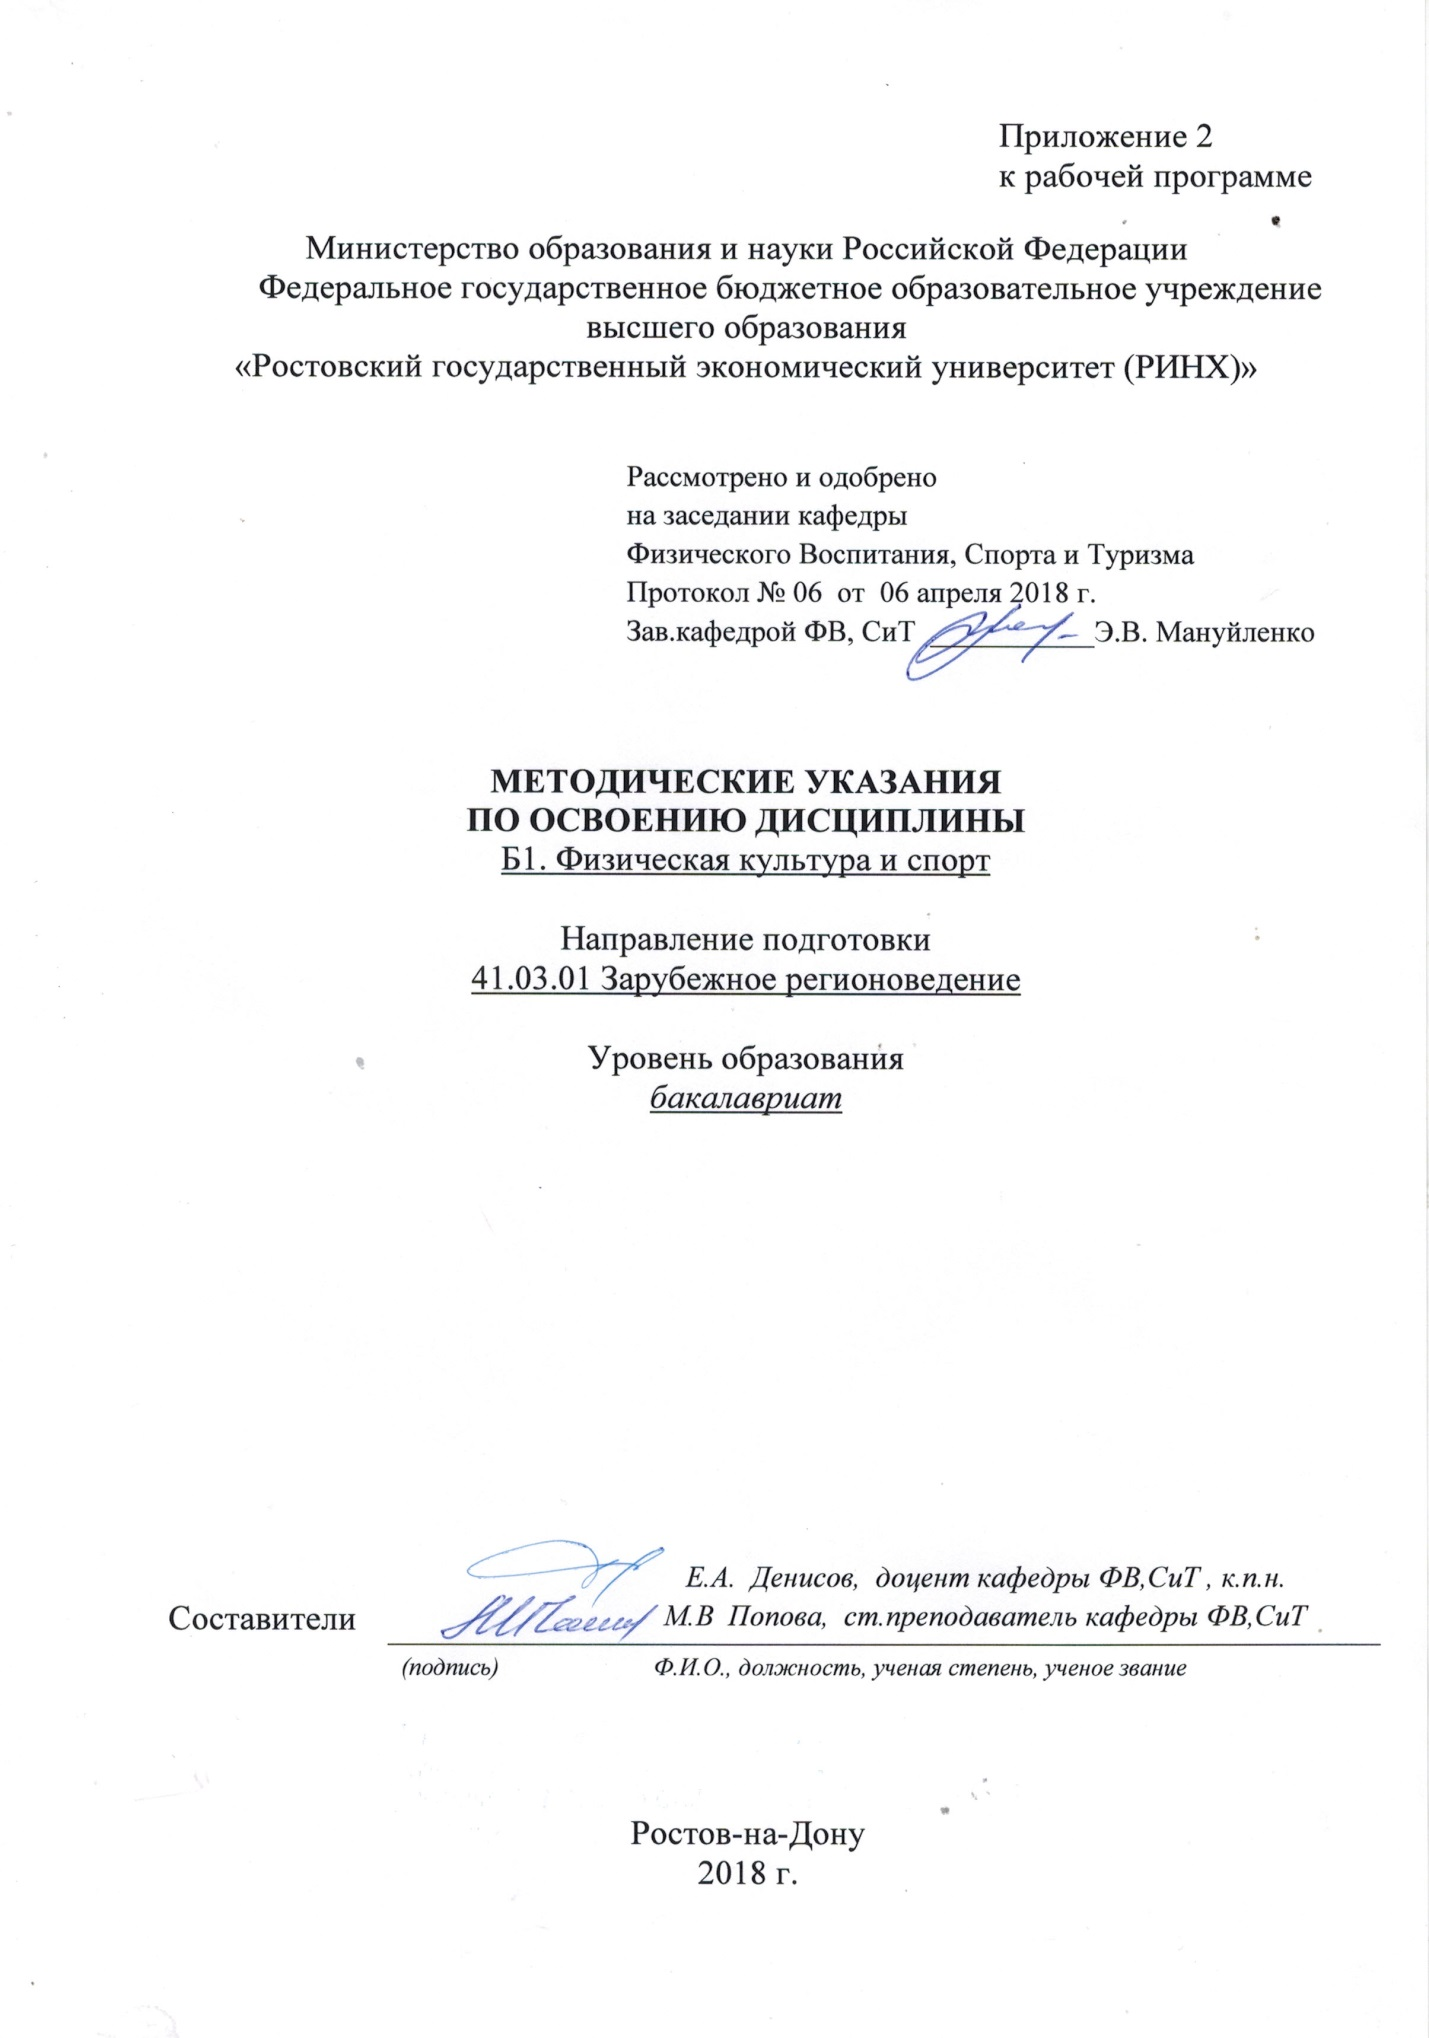 Приложение 2
к рабочей программе
Министерство образования и науки Российской Федерации
Федеральное государственное бюджетное образовательное учреждение
высшего образования
«Ростовский государственный экономический университет (РИНХ)»
Рассмотрено и одобрено
на заседании кафедры
Физического Воспитания, Спорта и Туризма
Протокол № 06 от 06 апреля 2018 г.
Зав.кафедрой ФВ, СиТ ___________Э.В. Мануйленко
МЕТОДИЧЕСКИЕ УКАЗАНИЯ
ПО ОСВОЕНИЮ ДИСЦИПЛИНЫ
Б1. Физическая культура и спорт
Направление подготовки
41.03.01 Зарубежное регионоведение
Уровень образования
бакалавриат
Е.А. Денисов, доцент кафедры ФВ,СиТ , к.п.н.
Составители М.В Попова, ст.преподаватель кафедры ФВ,СиТ
(подпись) Ф.И.О., должность, ученая степень, ученое звание
Ростов-на-Дону
2018 г.